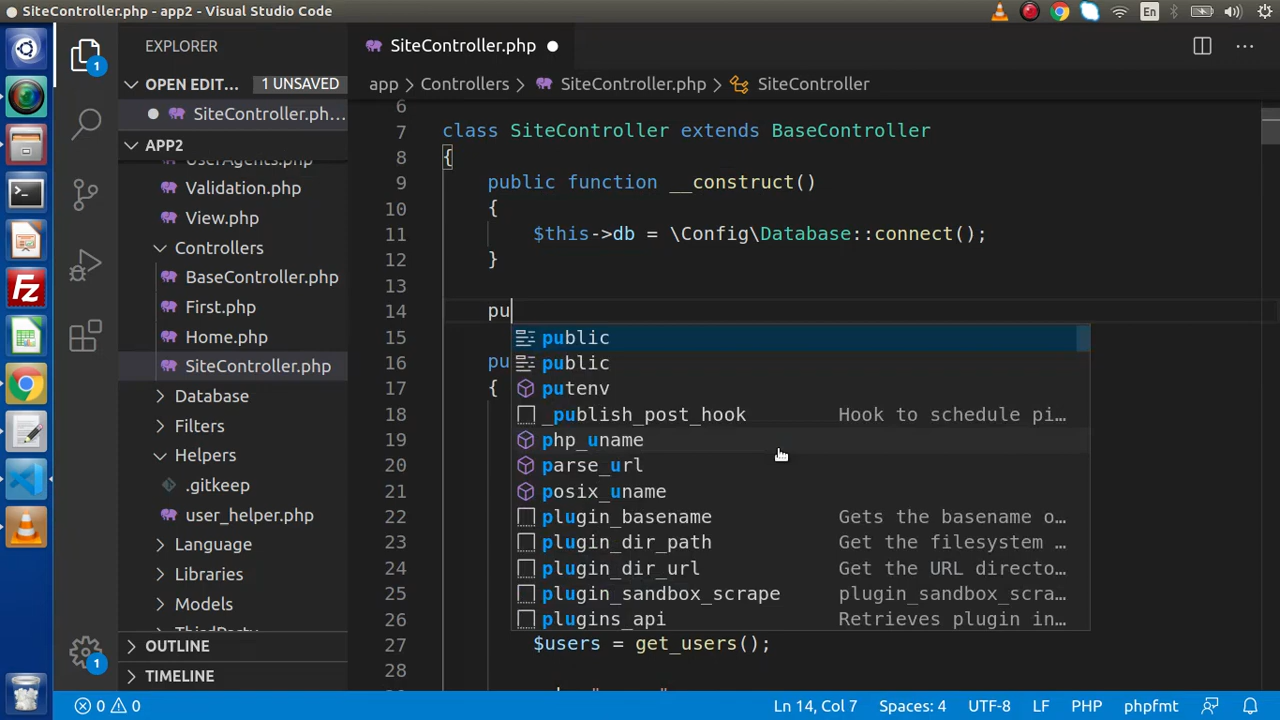 SiteController.php - app2 - Visual Studio Code
En
EXPLORER
OPEN EDIT... 1 UNSAVED
SiteController.ph...
APP2
UserAgents.php
Validation.php
View.php
Controllers
BaseController.php
First.php
Home.php
SiteController.php
Database
Filters
Helpers
.gitkeep
user_helper.php
Language
Libraries
Models
ThirdParty
OUTLINE
TIMELINE
1
1
SiteController.php
app > Controllers > SiteController.php > SiteController
6
7 class SiteController extends BaseController
8 {
9 public function __construct()
10 {
11 $this->db = \Config\Database::connect();
12 }
13
14 pu
15
16 pu
17 {
18
19
20
21
22
23
24
25
26
27 $users = get_users();
28
public
public
putenv
_publish_post_hook Hook to schedule pi...
php_uname
parse_url
posix_uname
plugin_basename Gets the basename o...
plugin_dir_path Get the filesystem ...
plugin_dir_url Get the URL directo...
plugin_sandbox_scrape plugin_sandbox_scra...
plugins_api Retrieves plugin in...
0 0
Ln 14, Col 7 Spaces: 4 UTF-8 LF PHP phpfmt